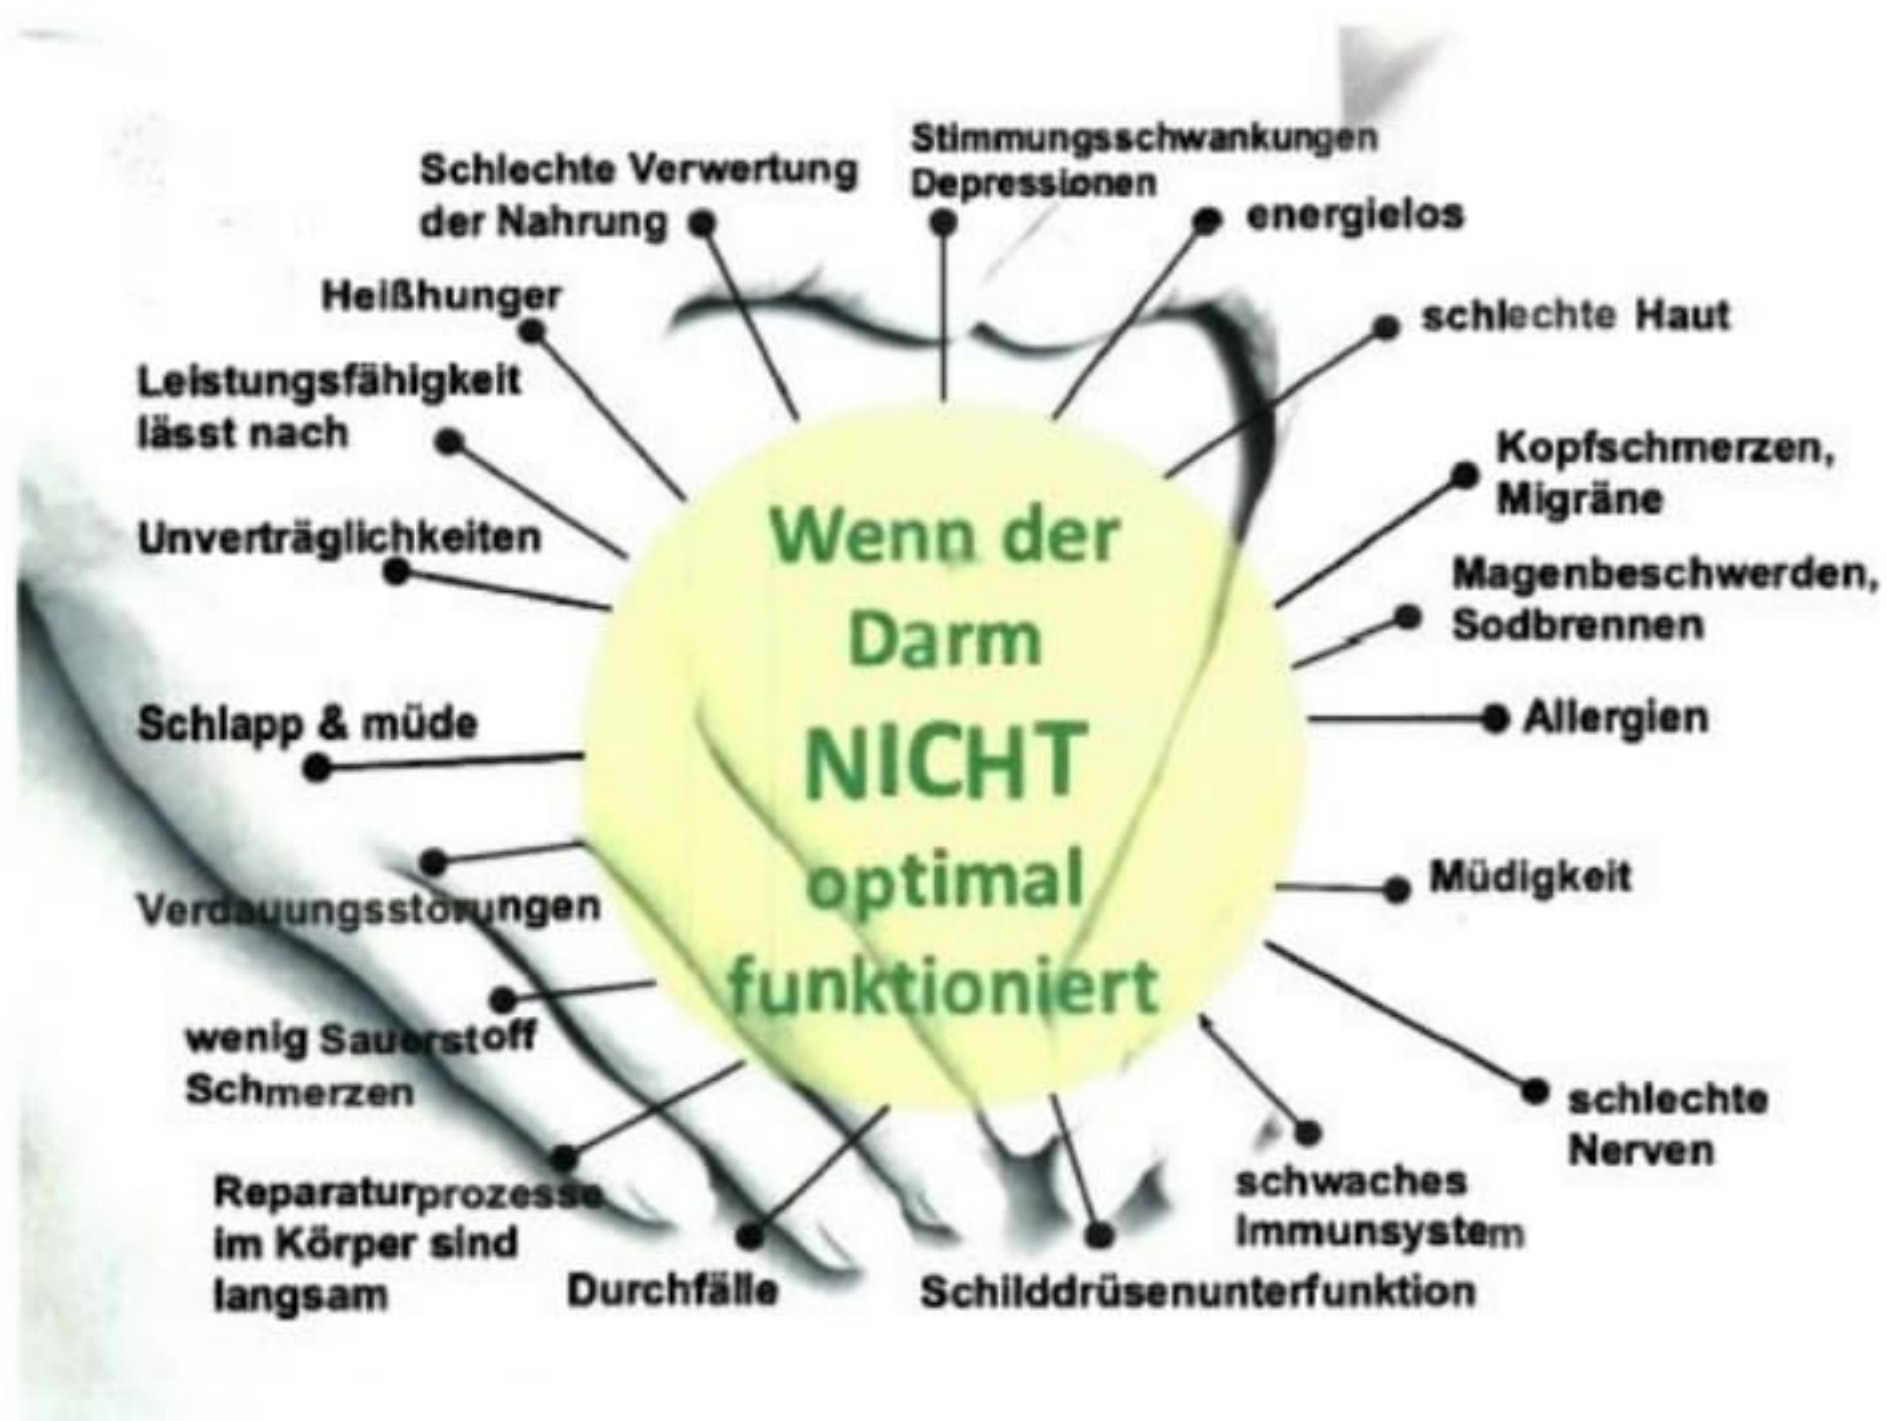 Stimmungsschwankungen
Depressionen
Schlechte Verwertung
der Nahrung
energielos
Heißhunger
schlechte Haut
Leistungsfähigkeit
lässt nach
Kopfschmerzen,
Migräne
Unverträglichkeiten
Magenbeschwerden,
Sodbrennen
Wenn der
Darm
NICHT
optimal
funktioniert
Schlapp & müde
Allergien
Verdauungsstörungen
Müdigkeit
wenig Sauerstoff
Schmerzen
schlechte
Nerven
Reparaturprozesse
im Körper sind
langsam
schwaches
Immunsystem
Durchfälle
Schilddrüsenunterfunktion